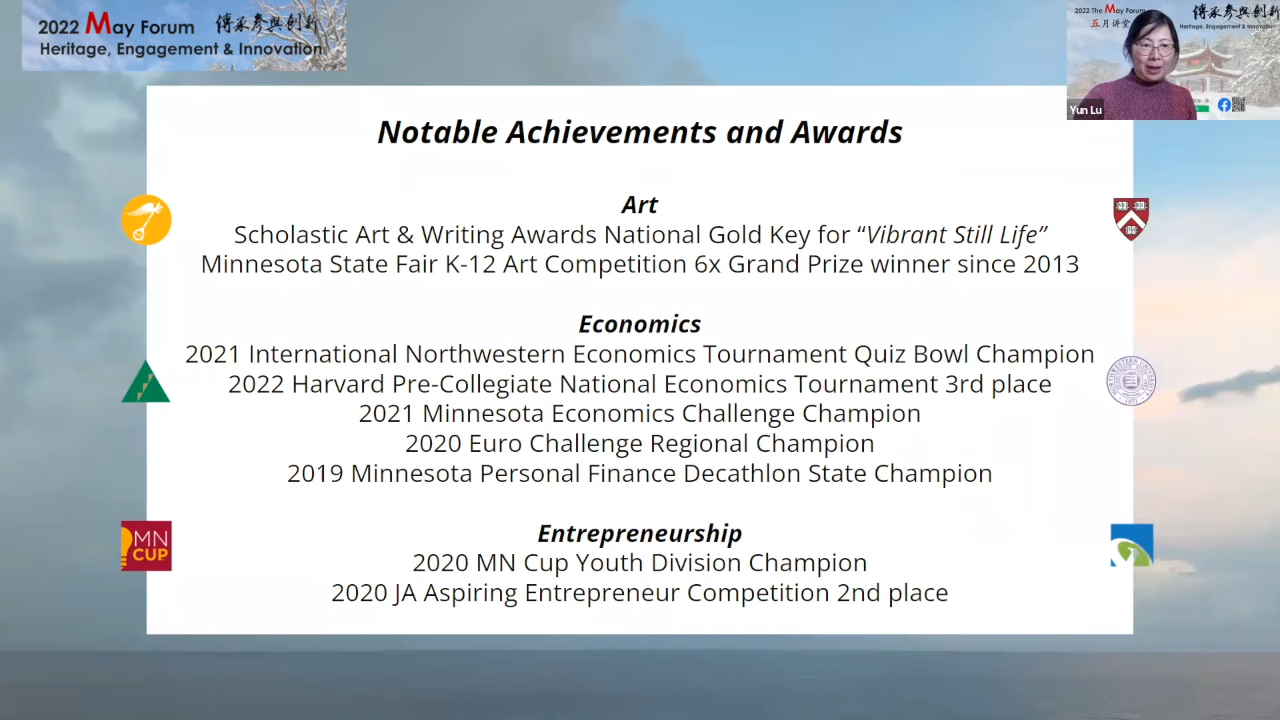 2022 May Forum 傳承參與創新
Heritage, Engagement & Innovation
2022 The May Forum
五月讲堂
傳承參與創新
Heritage, Engagement & Innovation
Yun Lu
Notable Achievements and Awards
Art
Scholastic Art & Writing Awards National Gold Key for “Vibrant Still Life”
Minnesota State Fair K-12 Art Competition 6x Grand Prize winner since 2013
Economics
2021 International Northwestern Economics Tournament Quiz Bowl Champion
2022 Harvard Pre-Collegiate National Economics Tournament 3rd place
2021 Minnesota Economics Challenge Champion
2020 Euro Challenge Regional Champion
2019 Minnesota Personal Finance Decathlon State Champion
Entrepreneurship
2020 MN Cup Youth Division Champion
2020 JA Aspiring Entrepreneur Competition 2nd place
MN
CUP